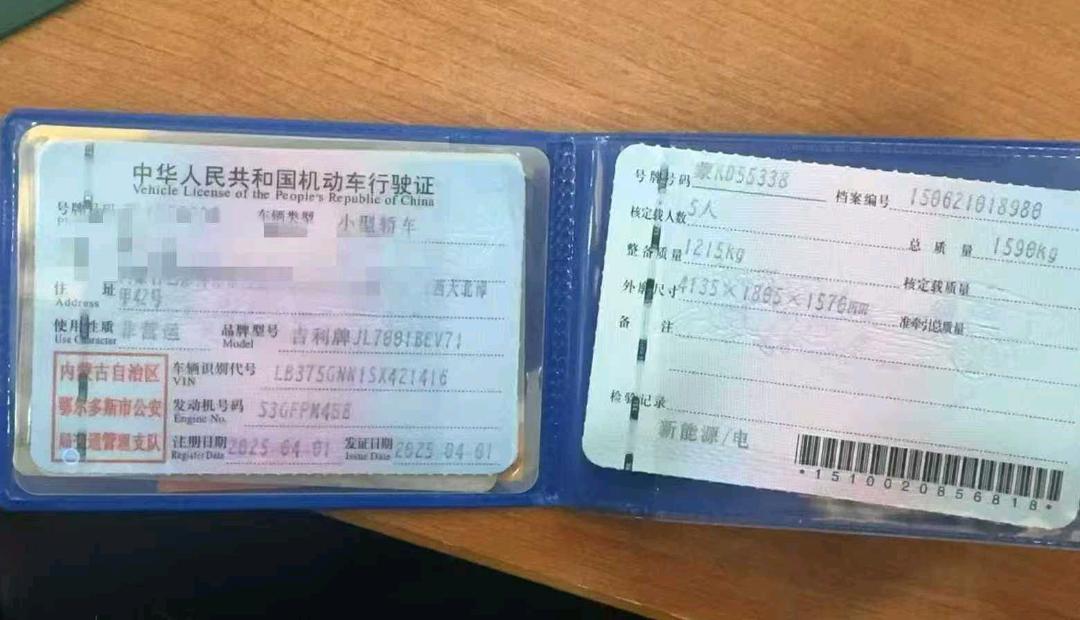 中华人民共和国机动车行驶证
Vehicle License of the People's Republic of China
号牌号码 车辆类型 小型轿车
住 址 西大北滩
Address 甲42号
使用性质 非营运 品牌型号 吉利牌JL7001BEV71
Use Character Model
内蒙古自治区
鄂尔多斯市公安
局交通管理支队
车辆识别代号 LB375GNN1SX421416
VIN
发动机号码 S3GFPM4S8
Engine No.
注册日期 2025-04-01 发证日期 2025-04-01
Register Date Issue Date
号牌号码 蒙KD55338 档案编号 150621018980
核定载人数 5人 总质量 1590Kg
整备质量 1215Kg 核定载质量
外廓尺寸 4135×1805×1570mm 准牵引总质量
备 注
检验记录
新能源/电
*1510020856818*